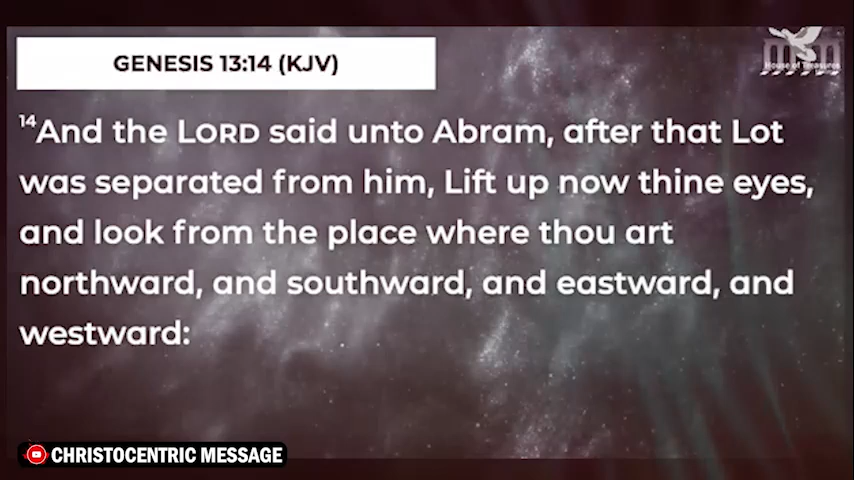 GENESIS 13:14 (KJV)
House of Treasures
14And the LORD said unto Abram, after that Lot
was separated from him, Lift up now thine eyes,
and look from the place where thou art
northward, and southward, and eastward, and
westward:
CHRISTOCENTRIC MESSAGE